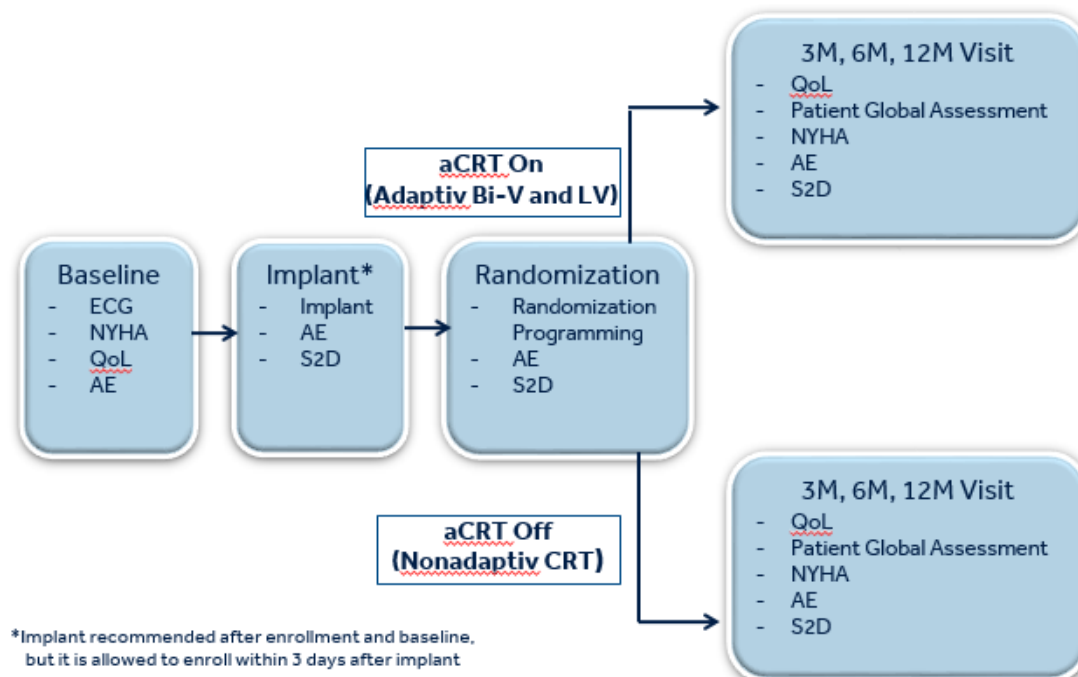 Baseline
- ECG
- NYHA
- QoL
- AE
Implant*
- Implant
- AE
- S2D
Randomization
- Randomization
Programming
- AE
- S2D
aCRT On
(Adaptiv Bi-V and LV)
3M, 6M, 12M Visit
- QoL
- Patient Global Assessment
- NYHA
- AE
- S2D
aCRT Off
(Nonadaptiv CRT)
3M, 6M, 12M Visit
- QoL
- Patient Global Assessment
- NYHA
- AE
- S2D
*Implant recommended after enrollment and baseline,
but it is allowed to enroll within 3 days after implant